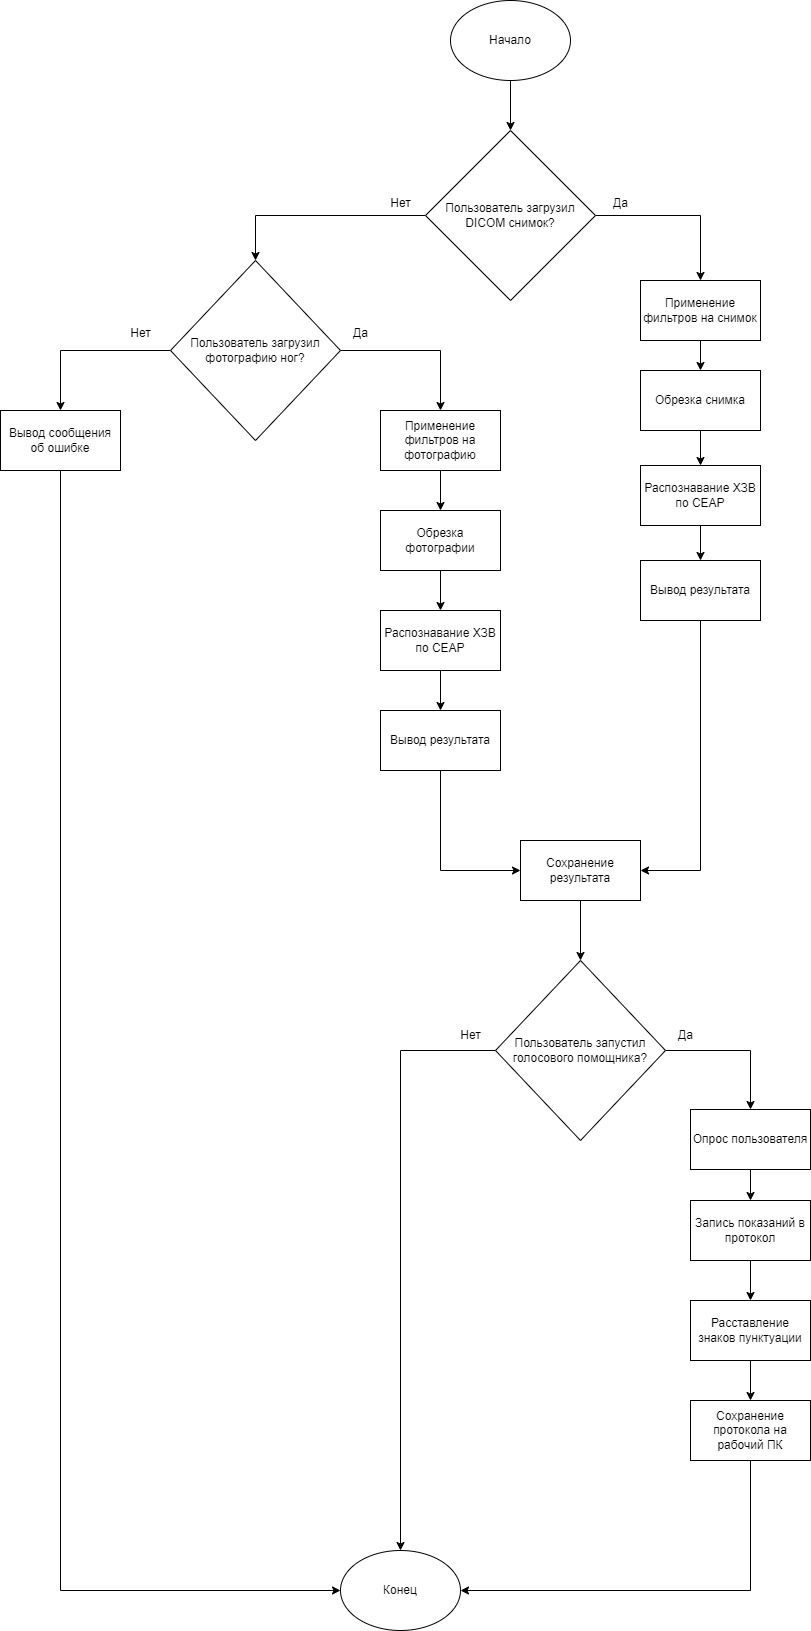 Начало
Пользователь загрузил
DICOM снимок?
Нет
Да
Пользователь загрузил
фотографию ног?
Нет
Да
Применение
фильтров на снимок
Обрезка снимка
Распознавание ХЗВ
по CEAP
Вывод результата
Вывод сообщения
об ошибке
Применение
фильтров на
фотографию
Обрезка
фотографии
Распознавание ХЗВ
по CEAP
Вывод результата
Сохранение
результата
Пользователь запустил
голосового помощника?
Нет
Да
Опрос пользователя
Запись показаний в
протокол
Расставление
знаков пунктуации
Сохранение
протокола на
рабочий ПК
Конец